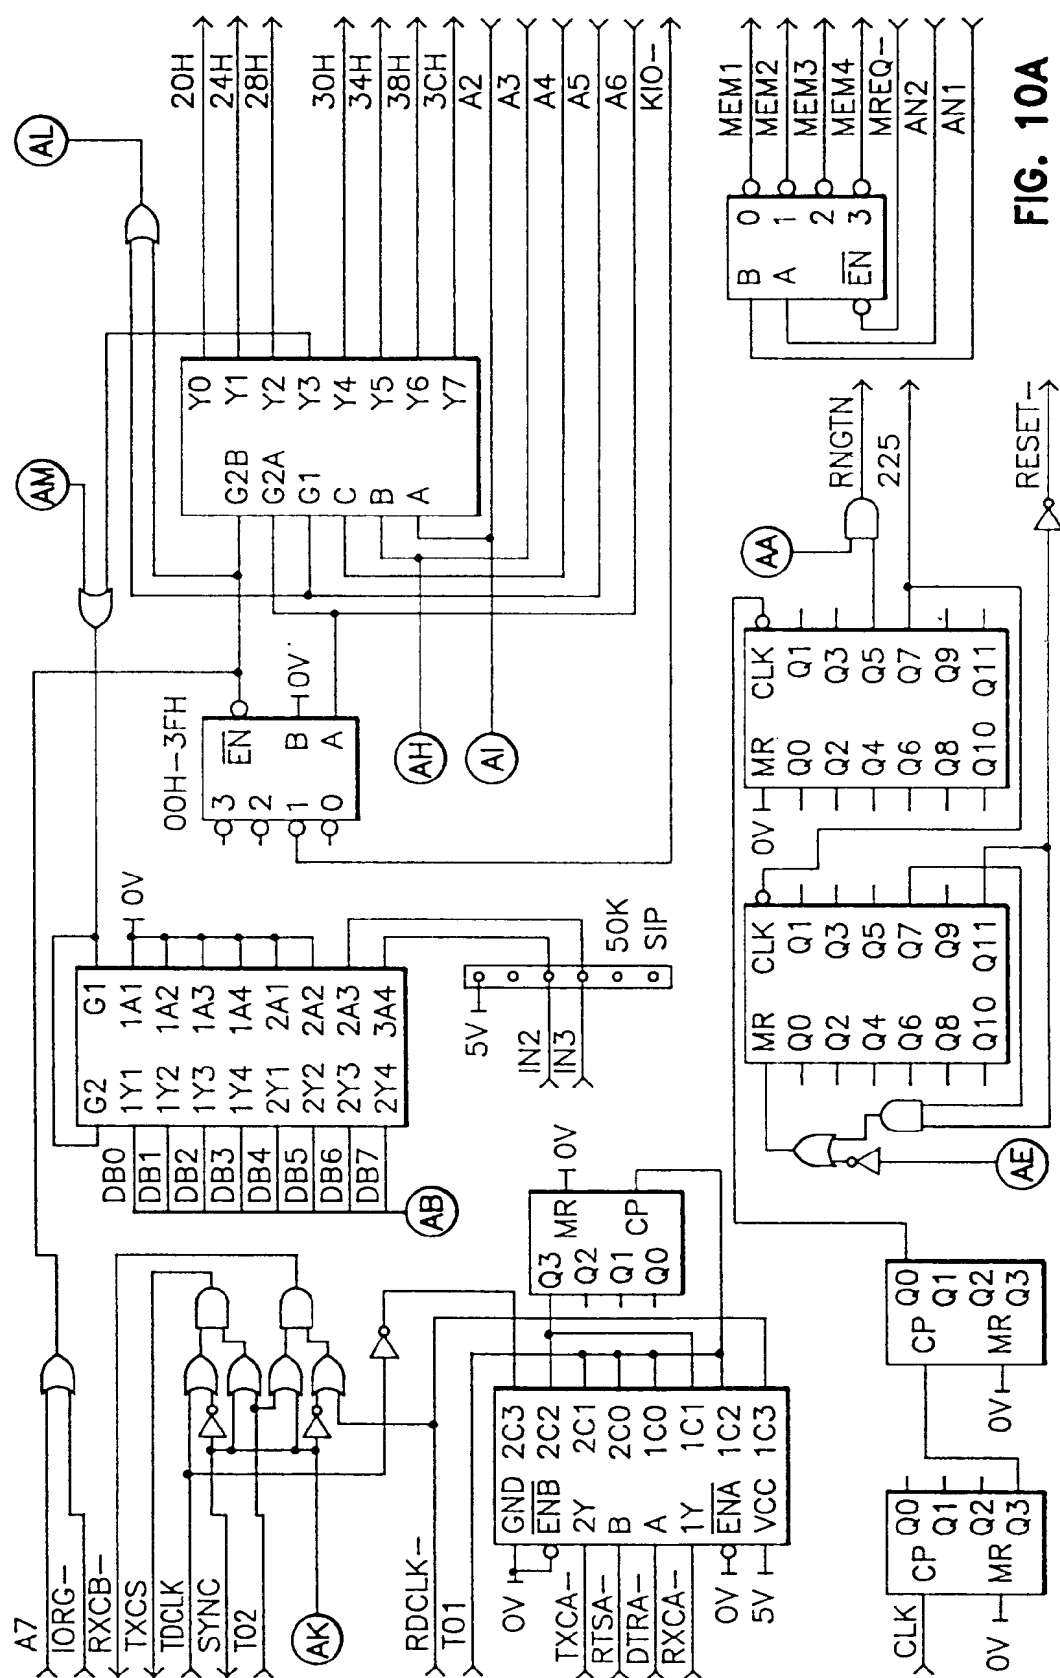 A7
IORG-
RXCB-
TXCS
TDCLK
SYNC
TO2
AK
RDCLK-
TO1
0V
TXCA-
RTSA-
DTRA-
RXCA-
0V
5V
GND 2C3
ENB 2C2
2Y 2C1
B 2C0
A 1C0
1Y 1C1
ENA 1C2
VCC 1C3
Q3 MR 0V
Q2
Q1 CP
Q0
CLK
0V
CP Q0
Q1
Q2
MR Q3
0V
CP Q0
Q1
Q2
MR Q3
DB0
DB1
DB2
DB3
DB4
DB5
DB6
DB7
AB
G2 G1
1Y1 1A1
1Y2 1A2
1Y3 1A3
1Y4 1A4
2Y1 2A1
2Y2 2A2
2Y3 2A3
2Y4 3A4
0V
5V
IN2
IN3
50K
SIP
AE
MR CLK
Q0 Q1
Q2 Q3
Q4 Q5
Q6 Q7
Q8 Q9
Q10 Q11
0V
MR CLK
Q0 Q1
Q2 Q3
Q4 Q5
Q6 Q7
Q8 Q9
Q10 Q11
AA
RNGTN
225
RESET-
00H-3FH
3 EN
2
1 B
0 A
0V
AH
AI
AM
AL
G2B Y0
G2A Y1
G1 Y2
C Y3
B Y4
A Y5
Y6
Y7
20H
24H
28H
30H
34H
38H
3CH
A2
A3
A4
A5
A6
KIO-
B 0
A 1
2
EN 3
MEM1
MEM2
MEM3
MEM4
MREQ-
AN2
AN1
FIG. 10A